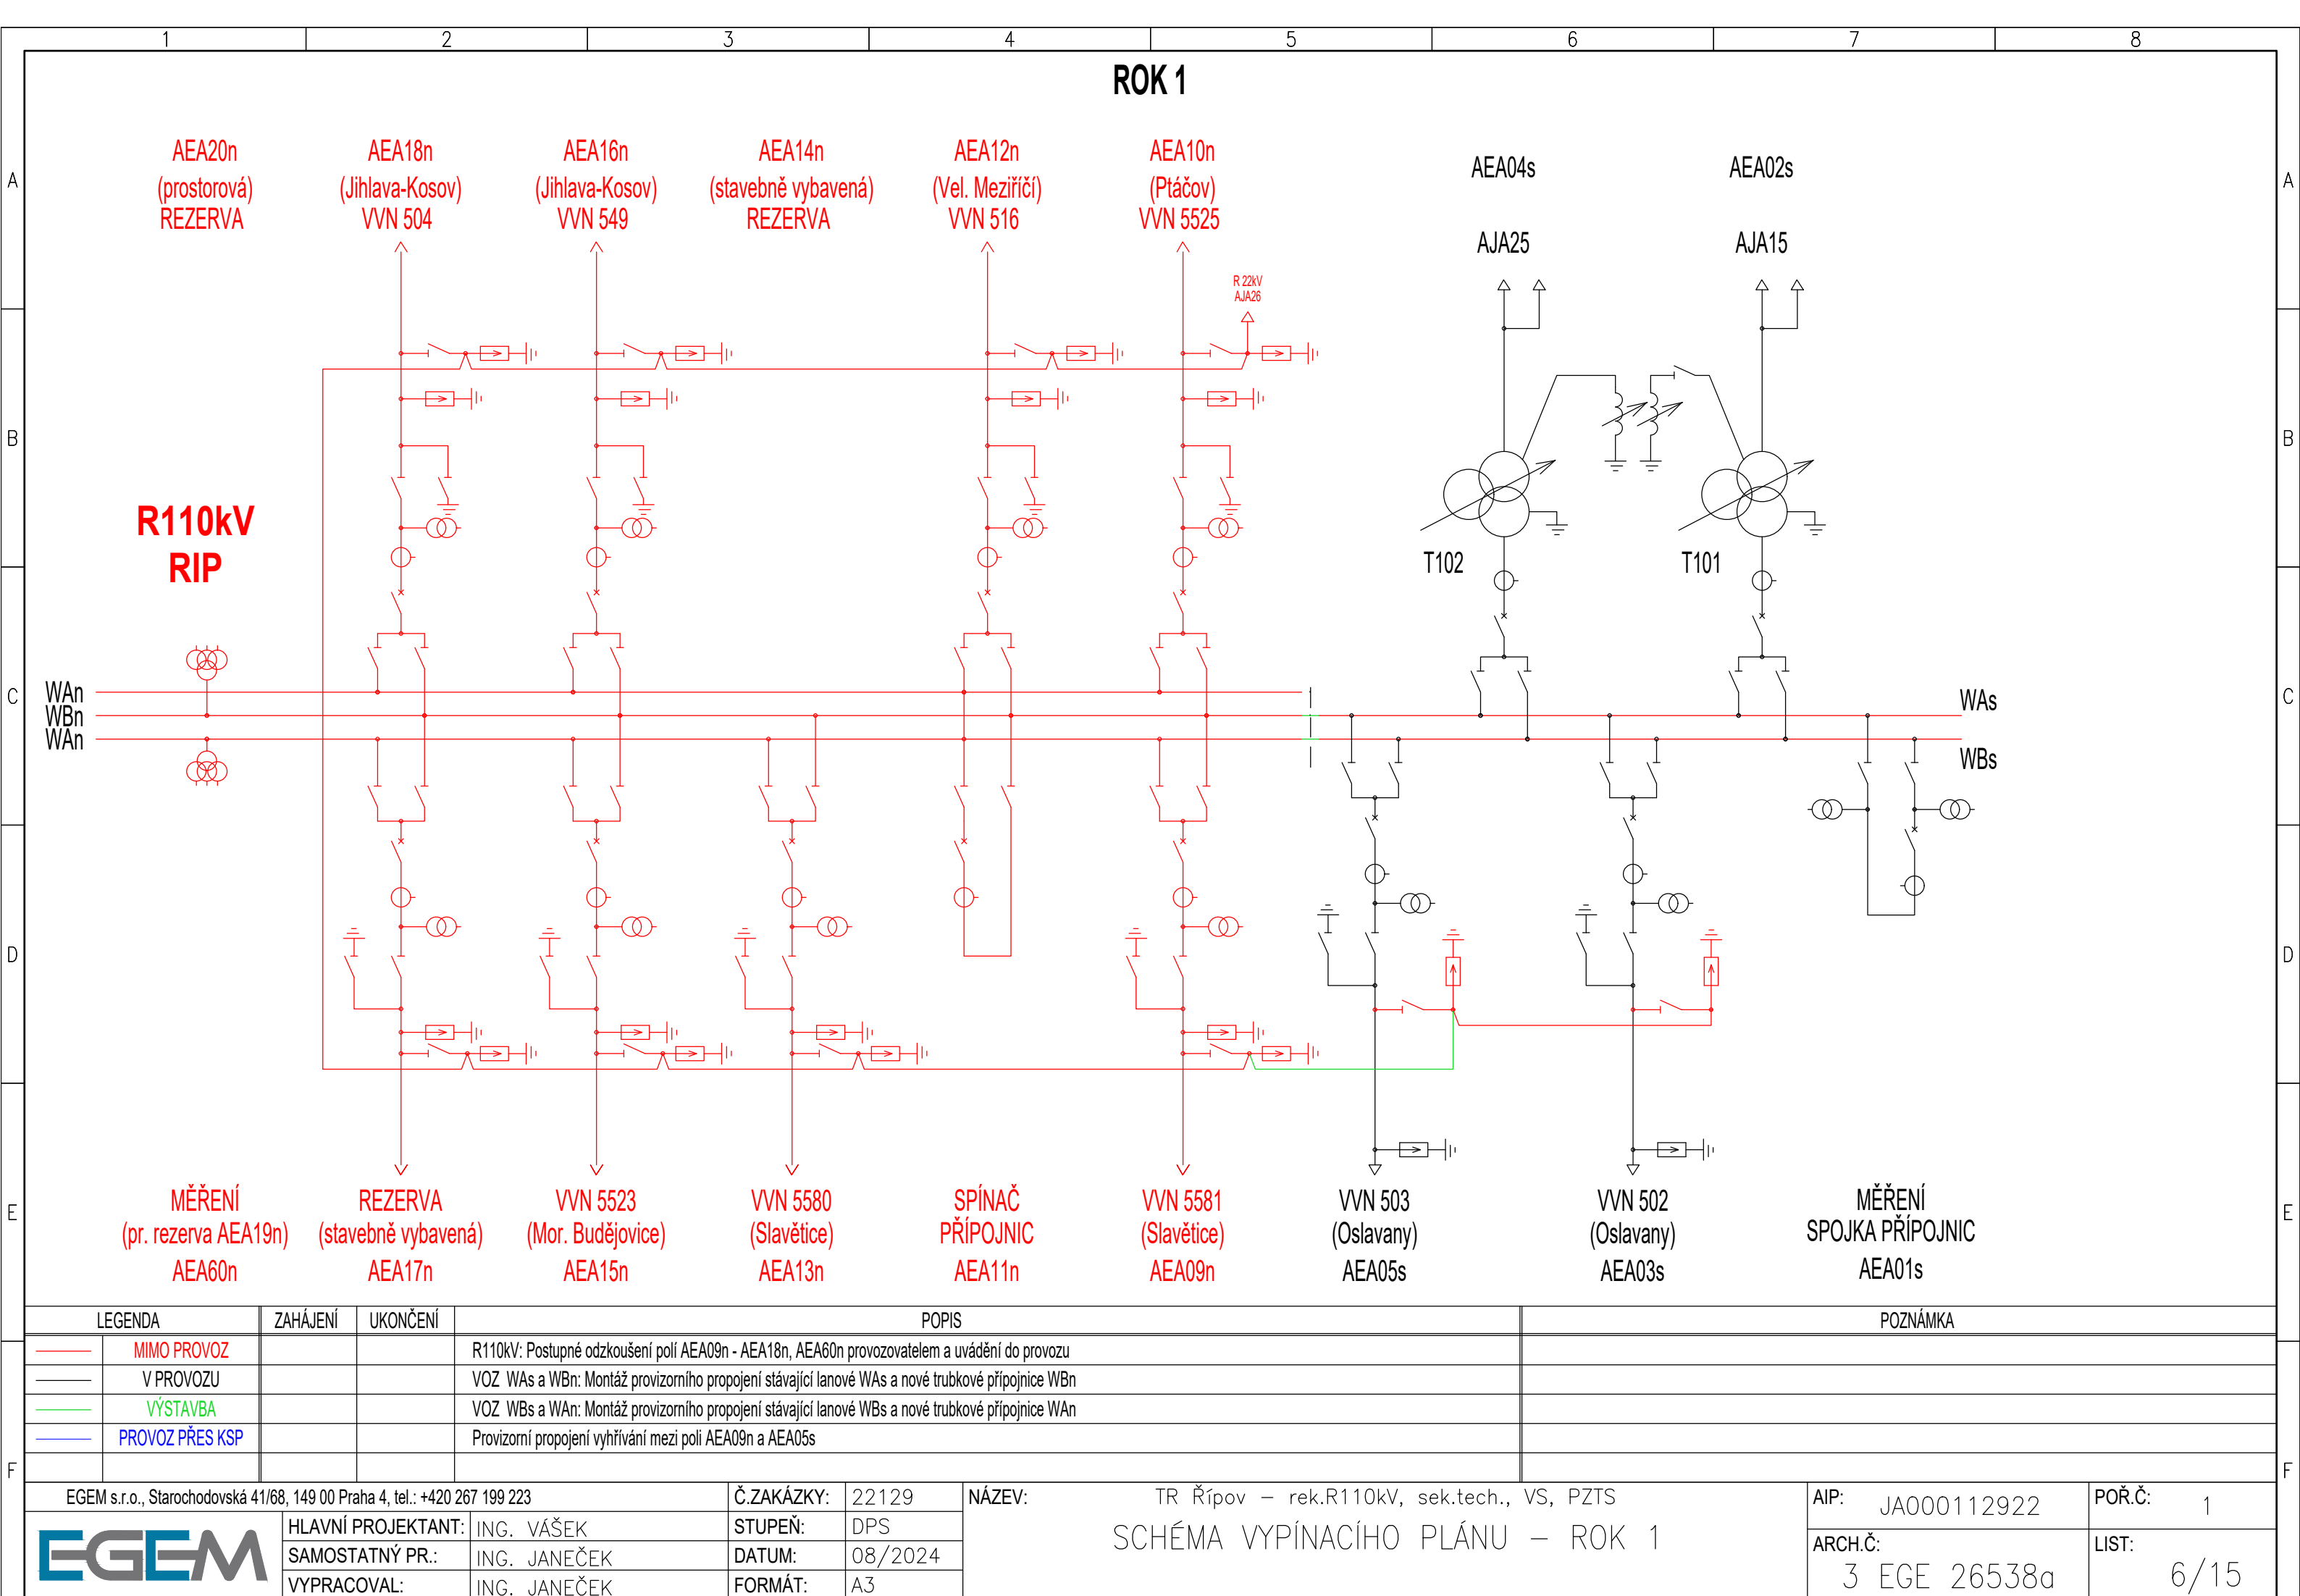 1 2 3 4 5 6 7 8
ROK 1
A
AEA20n
(prostorová)
REZERVA
AEA18n
(Jihlava-Kosov)
VVN 504
AEA16n
(Jihlava-Kosov)
VVN 549
AEA14n
(stavebně vybavená)
REZERVA
AEA12n
(Vel. Meziříčí)
VVN 516
AEA10n
(Ptáčov)
VVN 5525
AEA04s
AJA25
AEA02s
AJA15
A
R 22kV
AJA26
B
B
R110kV
RIP
T102
T101
C
WAn
WBn
WAn
WAs
WBs
C
D
D
E
MĚŘENÍ
(pr. rezerva AEA19n)
AEA60n
REZERVA
(stavebně vybavená)
AEA17n
VVN 5523
(Mor. Budějovice)
AEA15n
VVN 5580
(Slavětice)
AEA13n
SPÍNAČ
PŘÍPOJNIC
AEA11n
VVN 5581
(Slavětice)
AEA09n
VVN 503
(Oslavany)
AEA05s
VVN 502
(Oslavany)
AEA03s
MĚŘENÍ
SPOJKA PŘÍPOJNIC
AEA01s
E
LEGENDA ZAHÁJENÍ UKONČENÍ POPIS POZNÁMKA
MIMO PROVOZ R110kV: Postupné odzkoušení polí AEA09n - AEA18n, AEA60n provozovatelem a uvádění do provozu
V PROVOZU VOZ WAs a WBn: Montáž provizorního propojení stávající lanové WAs a nové trubkové přípojnice WBn
VÝSTAVBA VOZ WBs a WAn: Montáž provizorního propojení stávající lanové WBs a nové trubkové přípojnice WAn
PROVOZ PŘES KSP Provizorní propojení vyhřívání mezi poli AEA09n a AEA05s
F
F
EGEM s.r.o., Starochodovská 41/68, 149 00 Praha 4, tel.: +420 267 199 223
EGEM
HLAVNÍ PROJEKTANT: ING. VÁŠEK
SAMOSTATNÝ PR.: ING. JANEČEK
VYPRACOVAL: ING. JANEČEK
Č.ZAKÁZKY: 22129
STUPEŇ: DPS
DATUM: 08/2024
FORMÁT: A3
NÁZEV: TR Řípov – rek.R110kV, sek.tech., VS, PZTS
SCHÉMA VYPÍNACÍHO PLÁNU – ROK 1
AIP: JA000112922
ARCH.Č:
3 EGE 26538a
POŘ.Č: 1
LIST:
6/15